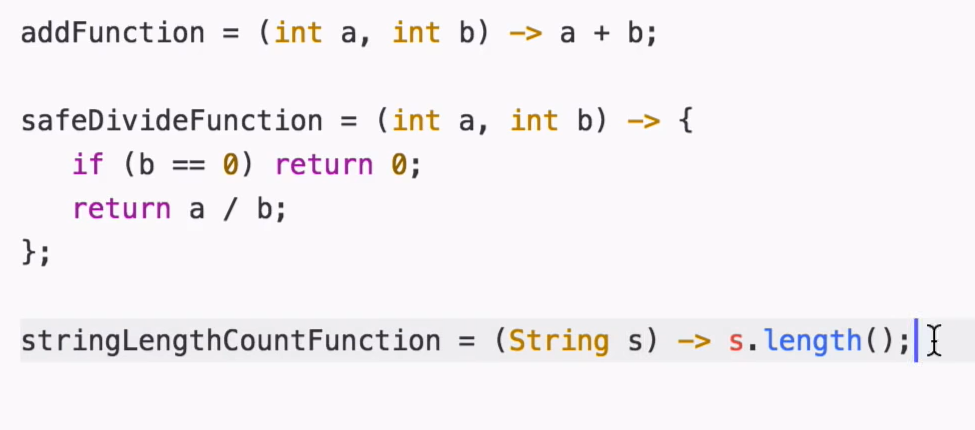 addFunction = (int a, int b) -> a + b;
safeDivideFunction = (int a, int b) -> {
if (b == 0) return 0;
return a / b;
};
stringLengthCountFunction = (String s) -> s.length();